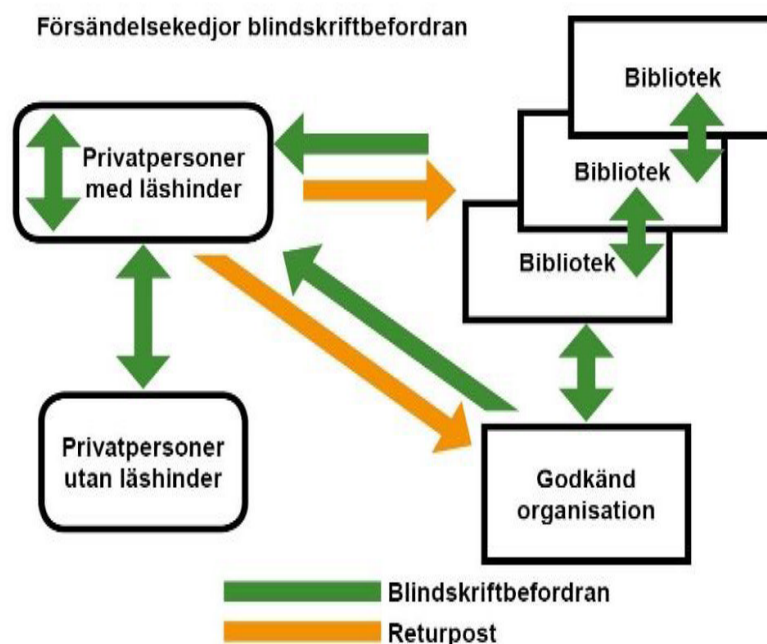 Försändelsekedjor blindskriftbefordran
Bibliotek
Bibliotek
Bibliotek
Privatpersoner
med läshinder
Privatpersoner
utan läshinder
Godkänd
organisation
Blindskriftbefordran
Returpost